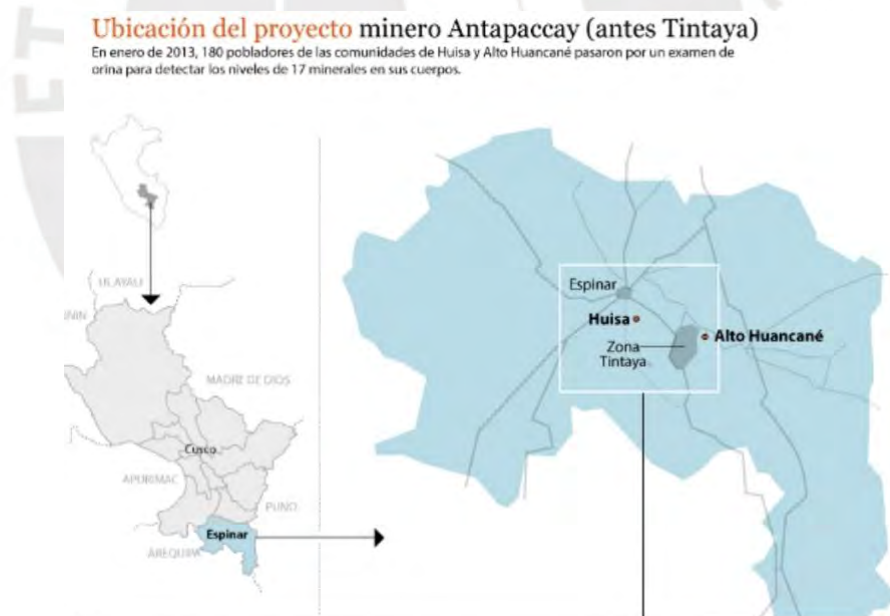 Ubicación del proyecto minero Antapaccay (antes Tintaya)
En enero de 2013, 180 pobladores de las comunidades de Huisa y Alto Huancané pasaron por un examen de
orina para detectar los niveles de 17 minerales en sus cuerpos.
UCAYALI
MADRE DE DIOS
Cusco
APURIMAC
PUNO
Espinar
AREQUIPA
Espinar
Huisa
Alto Huancané
Zona
Tintaya